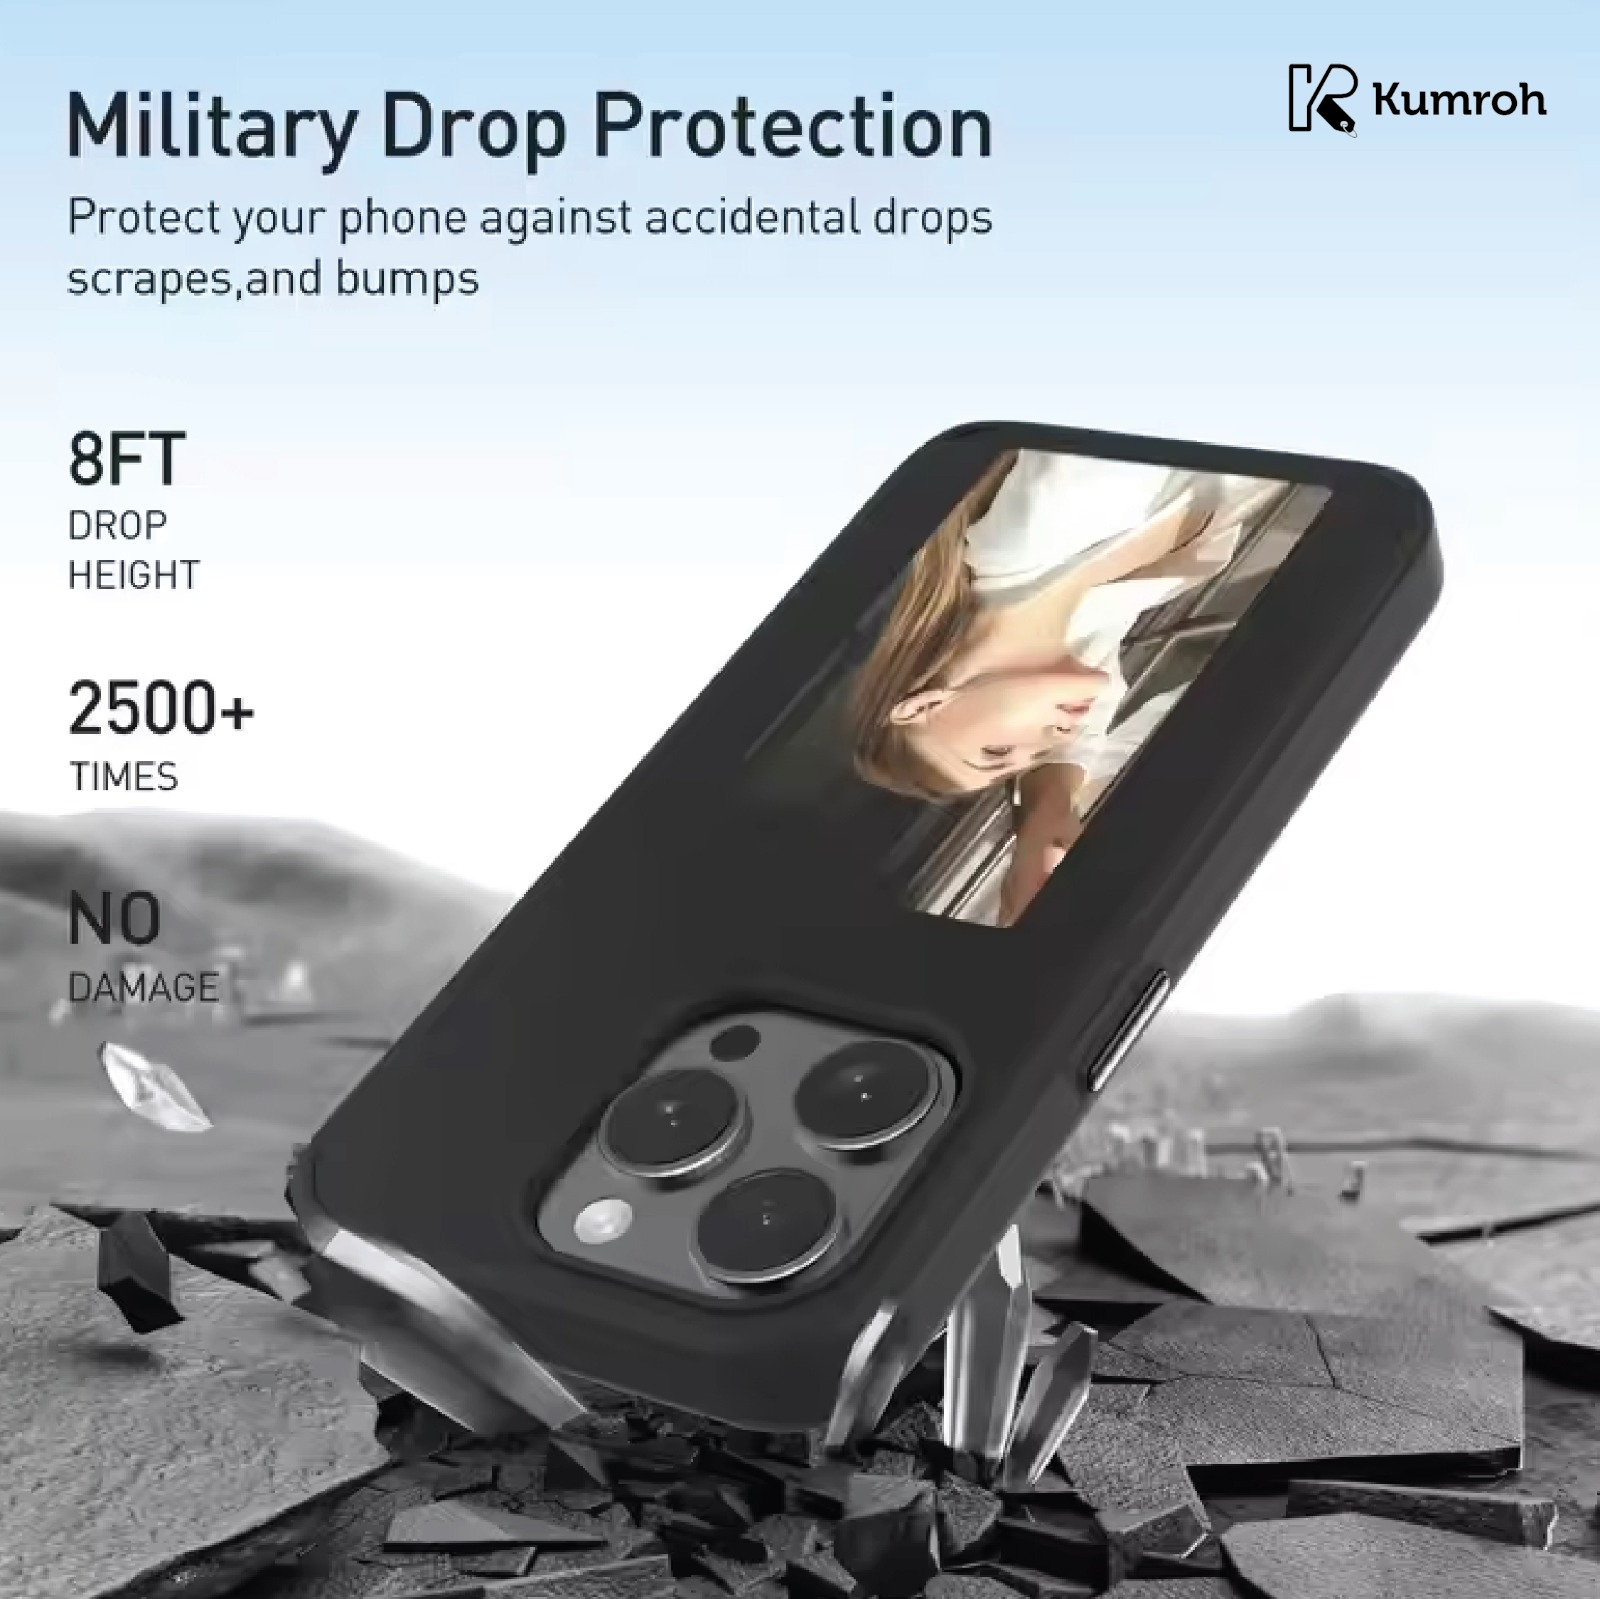 Military Drop Protection
Kumroh
Protect your phone against accidental drops
scrapes,and bumps
8FT
DROP
HEIGHT
2500+
TIMES
NO
DAMAGE